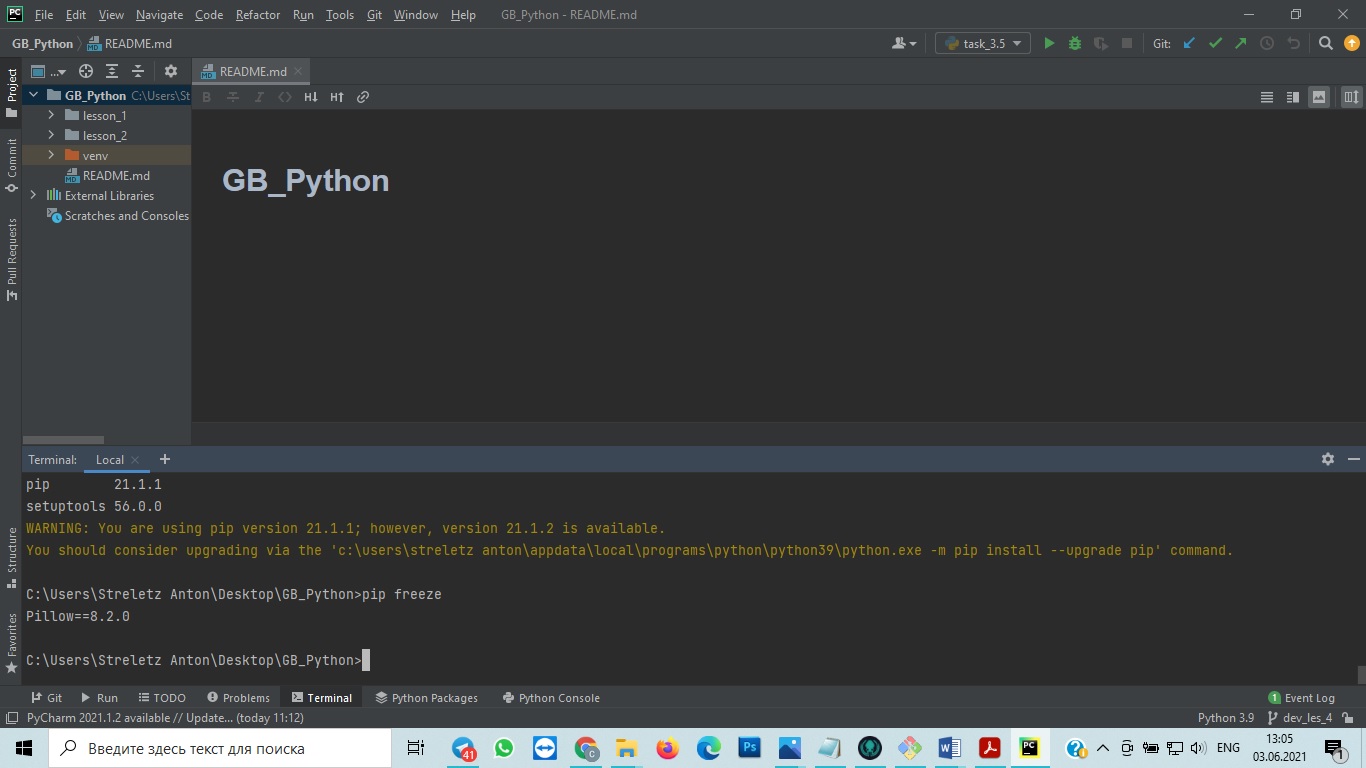 PC File Edit View Navigate Code Refactor Run Tools Git Window Help GB_Python - README.md
GB_Python README.md task_3.5 Git:
Project
Commit
Pull Requests
Structure
Favorites
...
GB_Python C:\Users\St
lesson_1
lesson_2
venv
README.md
External Libraries
Scratches and Consoles
README.md
B I <> H↓ H↑
GB_Python
Terminal: Local +
pip 21.1.1
setuptools 56.0.0
WARNING: You are using pip version 21.1.1; however, version 21.1.2 is available.
You should consider upgrading via the 'c:\users\streletz anton\appdata\local\programs\python\python39\python.exe -m pip install --upgrade pip' command.
C:\Users\Streletz Anton\Desktop\GB_Python>pip freeze
Pillow==8.2.0
C:\Users\Streletz Anton\Desktop\GB_Python>
Git Run TODO Problems Terminal Python Packages Python Console 1 Event Log
PyCharm 2021.1.2 available // Update... (today 11:12) Python 3.9 dev_les_4
Введите здесь текст для поиска 41 C Ps W PC ENG 13:05
03.06.2021 1